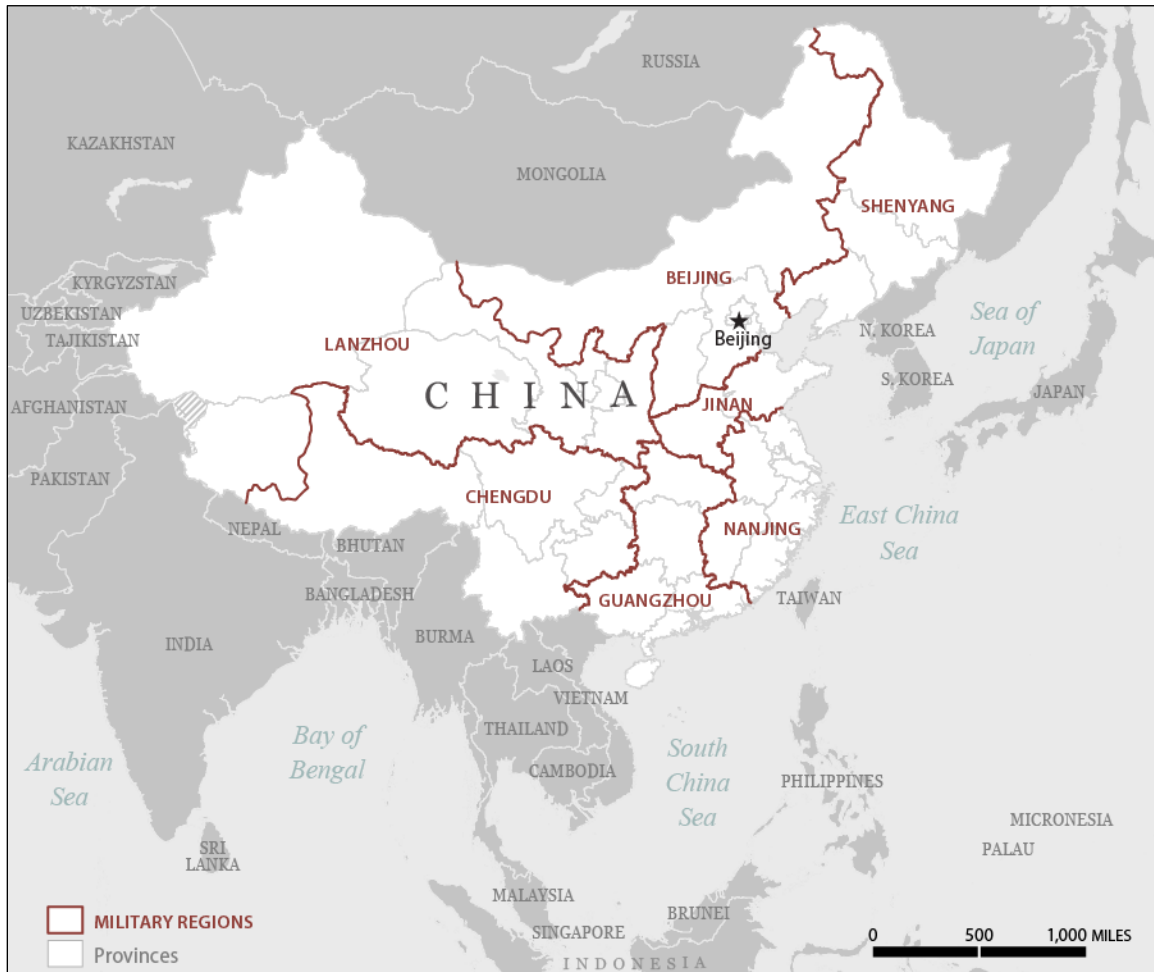 RUSSIA
KAZAKHSTAN
MONGOLIA
SHENYANG
BEIJING
KYRGYZSTAN
UZBEKISTAN
TAJIKISTAN
Sea of
Japan
N. KOREA
Beijing
LANZHOU
S. KOREA
JAPAN
CHINA
JINAN
AFGHANISTAN
PAKISTAN
CHENGDU
NANJING
East China
Sea
NEPAL
BHUTAN
BANGLADESH
GUANGZHOU
TAIWAN
INDIA
BURMA
LAOS
VIETNAM
THAILAND
Bay of
Bengal
Arabian
Sea
South
China
Sea
CAMBODIA
PHILIPPINES
MICRONESIA
PALAU
SRI
LANKA
MALAYSIA
BRUNEI
SINGAPORE
INDONESIA
MILITARY REGIONS
Provinces
0 500 1,000 MILES